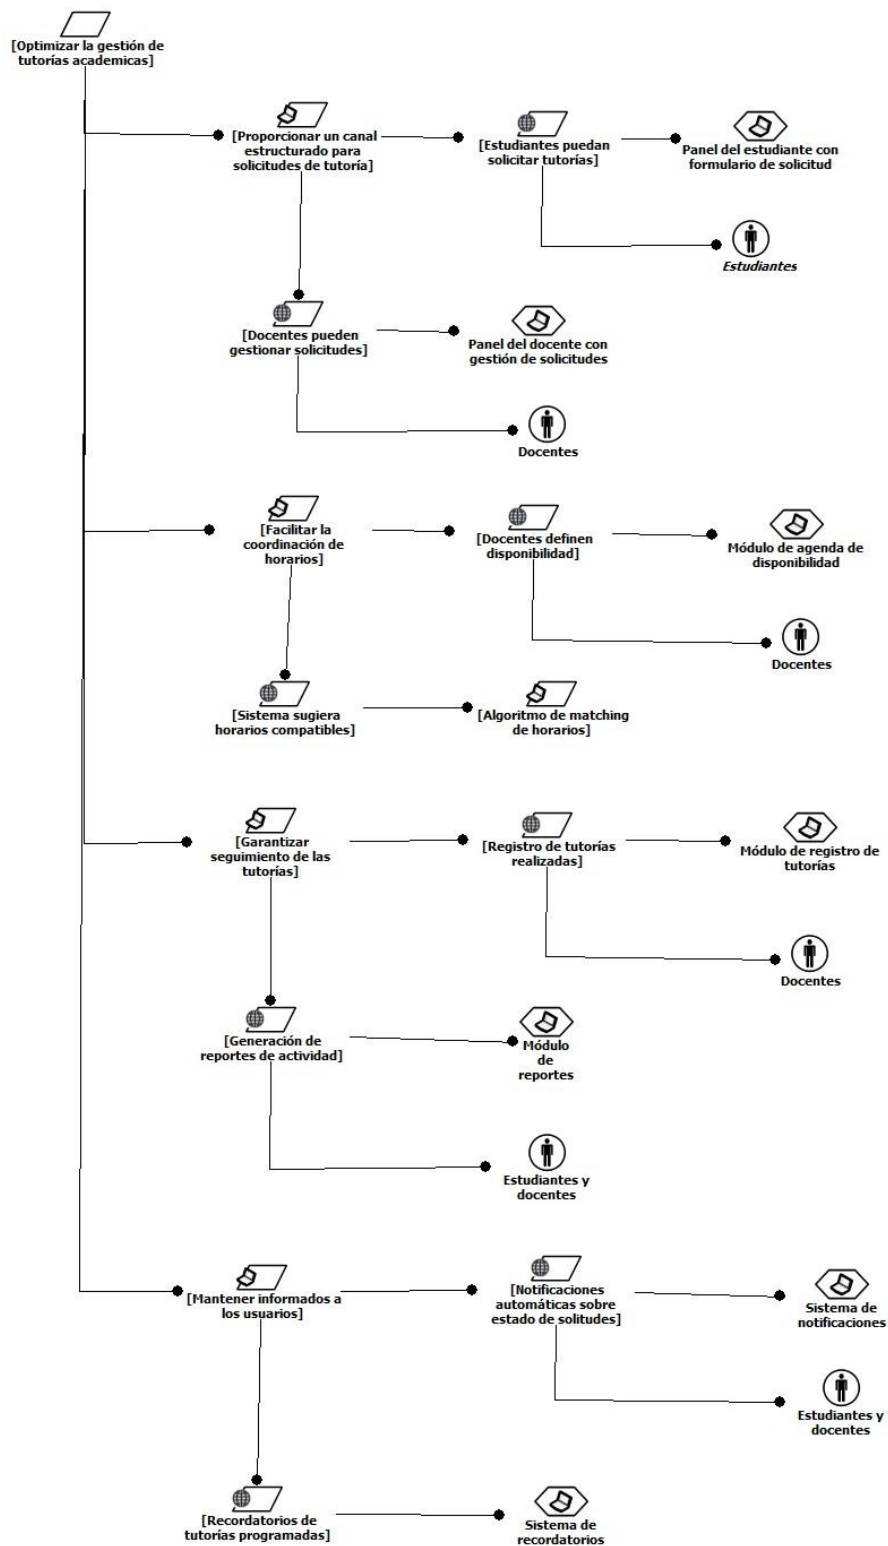 [Optimizar la gestión de
tutorías academicas]
[Proporcionar un canal
estructurado para
solicitudes de tutoría]
[Estudiantes puedan
solicitar tutorías]
Panel del estudiante con
formulario de solicitud
Estudiantes
[Docentes pueden
gestionar solicitudes]
Panel del docente con
gestión de solicitudes
Docentes
[Facilitar la
coordinación de
horarios]
[Docentes definen
disponibilidad]
Módulo de agenda de
disponibilidad
Docentes
[Sistema sugiera
horarios compatibles]
[Algoritmo de matching
de horarios]
[Garantizar
seguimiento de las
tutorías]
[Registro de tutorías
realizadas]
Módulo de registro de
tutorías
Docentes
[Generación de
reportes de actividad]
Módulo
de
reportes
Estudiantes y
docentes
[Mantener informados a
los usuarios]
[Notificaciones
automáticas sobre
estado de solitudes]
Sistema de
notificaciones
Estudiantes y
docentes
[Recordatorios de
tutorías programadas]
Sistema de
recordatorios